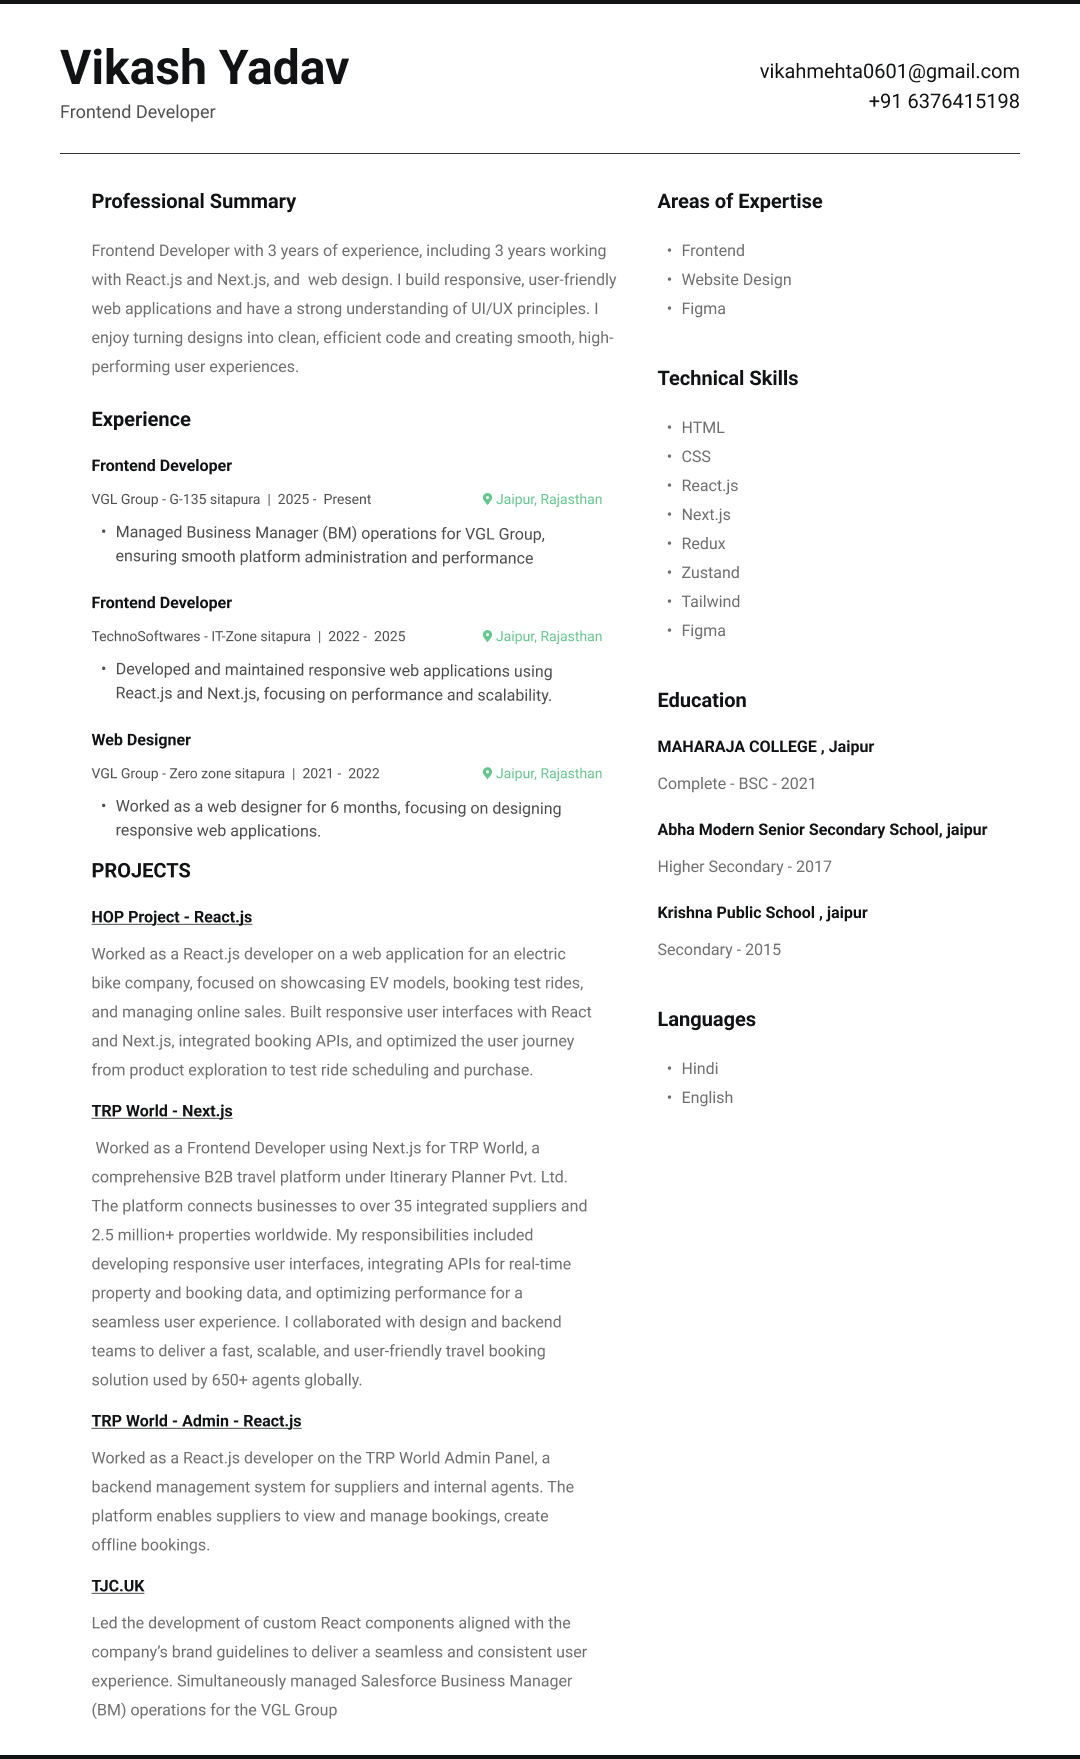 Vikash Yadav
Frontend Developer
vikahmehta0601@gmail.com
+91 6376415198
Professional Summary
Frontend Developer with 3 years of experience, including 3 years working
with React.js and Next.js, and  web design. I build responsive, user-friendly
web applications and have a strong understanding of UI/UX principles. I
enjoy turning designs into clean, efficient code and creating smooth, high-
performing user experiences.
Experience
Frontend Developer
VGL Group - G-135 sitapura | 2025 - Present
Jaipur, Rajasthan
• Managed Business Manager (BM) operations for VGL Group,
ensuring smooth platform administration and performance
Frontend Developer
TechnoSoftwares - IT-Zone sitapura | 2022 - 2025
Jaipur, Rajasthan
• Developed and maintained responsive web applications using
React.js and Next.js, focusing on performance and scalability.
Web Designer
VGL Group - Zero zone sitapura | 2021 - 2022
Jaipur, Rajasthan
• Worked as a web designer for 6 months, focusing on designing
responsive web applications.
PROJECTS
HOP Project - React.js
Worked as a React.js developer on a web application for an electric
bike company, focused on showcasing EV models, booking test rides,
and managing online sales. Built responsive user interfaces with React
and Next.js, integrated booking APIs, and optimized the user journey
from product exploration to test ride scheduling and purchase.
TRP World - Next.js
Worked as a Frontend Developer using Next.js for TRP World, a
comprehensive B2B travel platform under Itinerary Planner Pvt. Ltd.
The platform connects businesses to over 35 integrated suppliers and
2.5 million+ properties worldwide. My responsibilities included
developing responsive user interfaces, integrating APIs for real-time
property and booking data, and optimizing performance for a
seamless user experience. I collaborated with design and backend
teams to deliver a fast, scalable, and user-friendly travel booking
solution used by 650+ agents globally.
TRP World - Admin - React.js
Worked as a React.js developer on the TRP World Admin Panel, a
backend management system for suppliers and internal agents. The
platform enables suppliers to view and manage bookings, create
offline bookings.
TJC.UK
Led the development of custom React components aligned with the
company’s brand guidelines to deliver a seamless and consistent user
experience. Simultaneously managed Salesforce Business Manager
(BM) operations for the VGL Group
Areas of Expertise
• Frontend
• Website Design
• Figma
Technical Skills
• HTML
• CSS
• React.js
• Next.js
• Redux
• Zustand
• Tailwind
• Figma
Education
MAHARAJA COLLEGE , Jaipur
Complete - BSC - 2021
Abha Modern Senior Secondary School, jaipur
Higher Secondary - 2017
Krishna Public School , jaipur
Secondary - 2015
Languages
• Hindi
• English